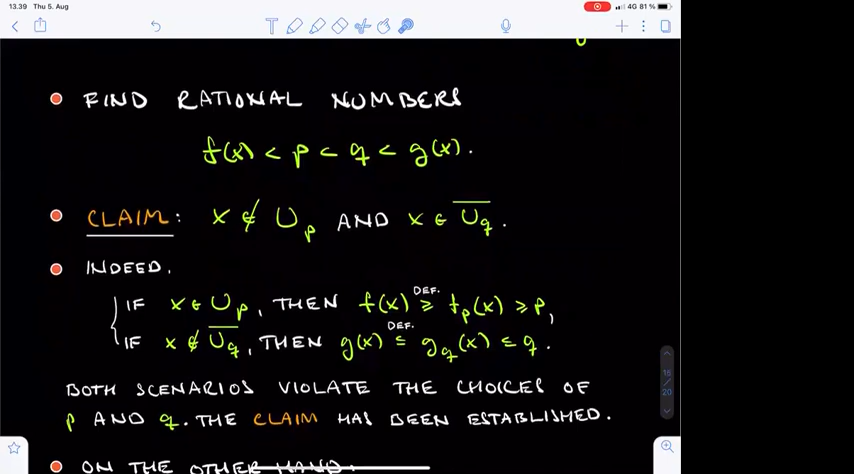 13.39 Thu 5. Aug
4G 81 %
FIND RATIONAL NUMBERS
f(x) < p < q < g(x).
CLAIM: x ∉ U_p AND x ∈ \overline{U_q}.
INDEED.
IF x ∈ U_p, THEN f(x) ≥^{DEF.} f_p(x) ≥ p,
IF x ∉ \overline{U_q}, THEN g(x) ≤^{DEF.} g_q(x) ≤ q.
BOTH SCENARIOS VIOLATE THE CHOICES OF
p AND q. THE CLAIM HAS BEEN ESTABLISHED.
16
/
20
ON THE OTHER HAND.